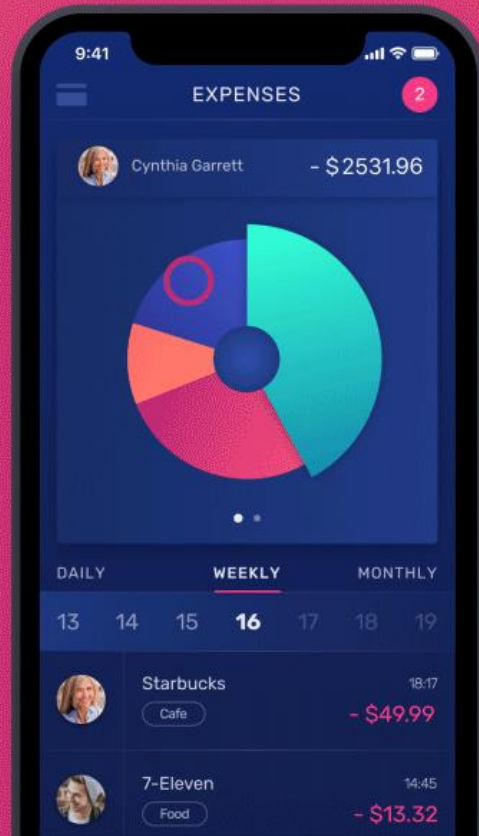 9:41
EXPENSES 2
Cynthia Garrett - $2531.96
DAILY WEEKLY MONTHLY
13 14 15 16 17 18 19
Starbucks 18:17
Cafe - $49.99
7-Eleven 14:45
Food - $13.32